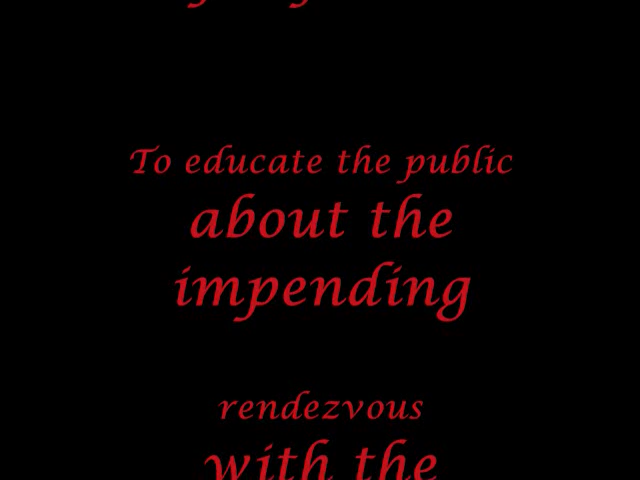 To educate the public
about the
impending
rendezvous
with the